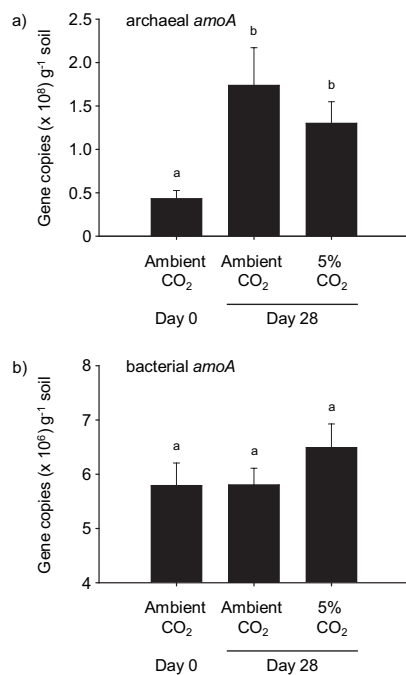 a) archaeal amoA
Gene copies (x 10⁸) g⁻¹ soil
2.5
2.0
1.5
1.0
0.5
0
a
b
b
Ambient CO₂
Ambient CO₂
5% CO₂
Day 0
Day 28
b) bacterial amoA
Gene copies (x 10⁶) g⁻¹ soil
8
7
6
5
4
a
a
a
Ambient CO₂
Ambient CO₂
5% CO₂
Day 0
Day 28